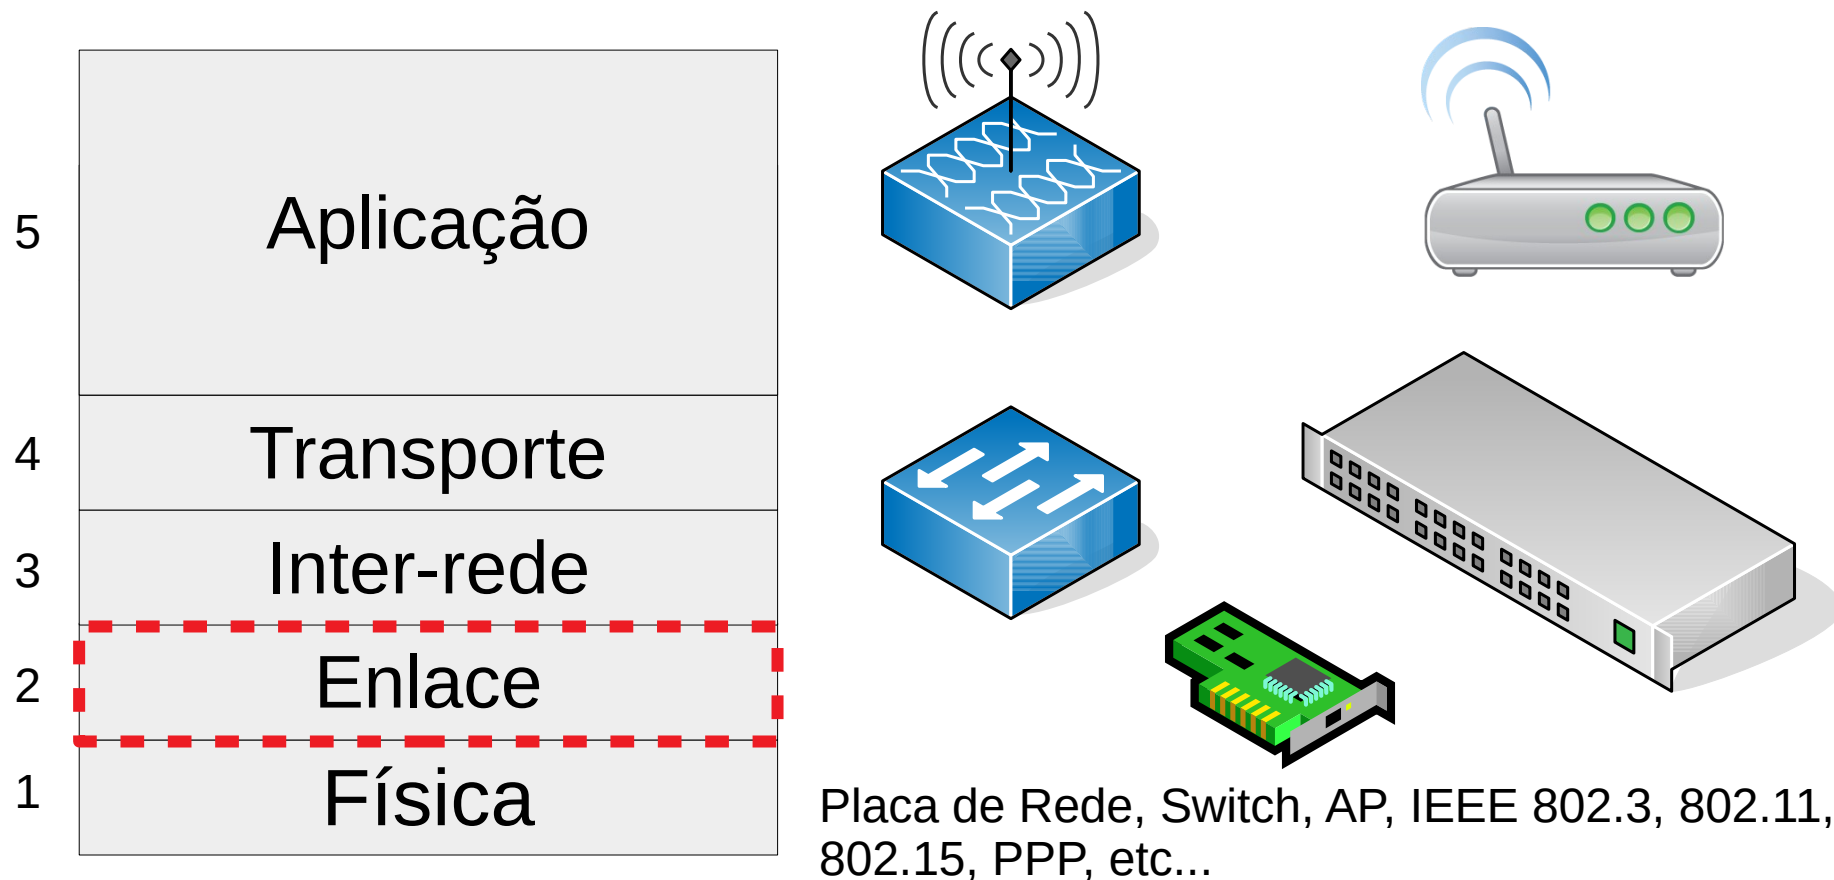 5 Aplicação
4 Transporte
3 Inter-rede
2 Enlace
1 Física
Placa de Rede, Switch, AP, IEEE 802.3, 802.11,
802.15, PPP, etc...